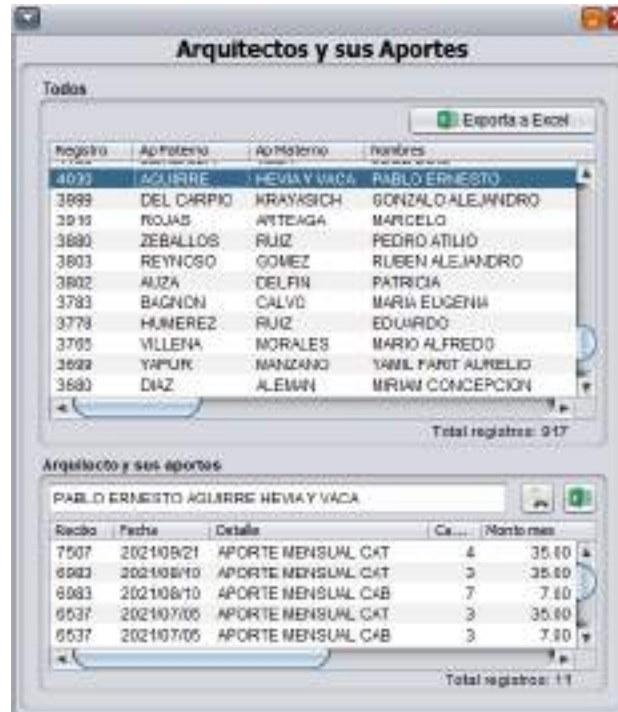 Arquitectos y sus Aportes
Todos
Exporta a Excel
Registro Ap Paterno Ap Materno Nombres
4030 AGUIRRE HEVIA Y VACA PABLO ERNESTO
3999 DEL CARPIO KRAYASICH GONZALO ALEJANDRO
3916 ROJAS ARTEAGA MARCELO
3880 ZEBALLOS RUIZ PEDRO ATILIO
3803 REYNOSO GOMEZ RUBEN ALEJANDRO
3802 AUZA DELFIN PATRICIA
3783 BAGNON CALVO MARIA EUGENIA
3778 HUMEREZ RUIZ EDUARDO
3765 VILLENA MORALES MARIO ALFREDO
3699 YAPUR MANZANO YAMIL FARIT AURELIO
3680 DIAZ ALEMAN MIRIAM CONCEPCION
Total registros: 917
Arquitecto y sus aportes
PABLO ERNESTO AGUIRRE HEVIA Y VACA
Recibo Fecha Detalle Ca... Monto mes
7507 2021/09/21 APORTE MENSUAL CAT 4 35.00
6983 2021/08/10 APORTE MENSUAL CAT 3 35.00
6983 2021/08/10 APORTE MENSUAL CAB 7 7.00
6537 2021/07/05 APORTE MENSUAL CAT 3 35.00
6537 2021/07/05 APORTE MENSUAL CAB 3 7.00
Total registros: 11